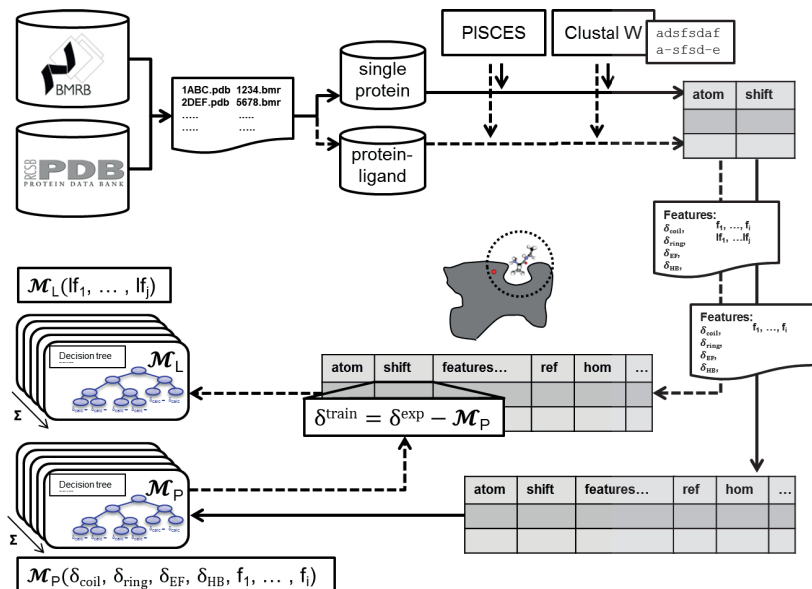 BMRB
RCSB
PDB
PROTEIN DATA BANK
1ABC.pdb 1234.bmr
2DEF.pdb 5678.bmr
..... .....
..... .....
single
protein
protein-
ligand
PISCES
Clustal W
adsfsdaf
a-sfsd-e
atom shift
Features:
δcoil, f1, …, fi
δring, lf1, …lfj
δEF,
δHB,
Features:
δcoil, f1, …, fi
δring,
δEF,
δHB,
𝓜L(lf1, … , lfj)
Decision tree
𝓜L
Σ
atom shift features… ref hom …
δtrain = δexp − 𝓜P
Decision tree
𝓜P
Σ
atom shift features… ref hom …
𝓜P(δcoil, δring, δEF, δHB, f1, … , fi)